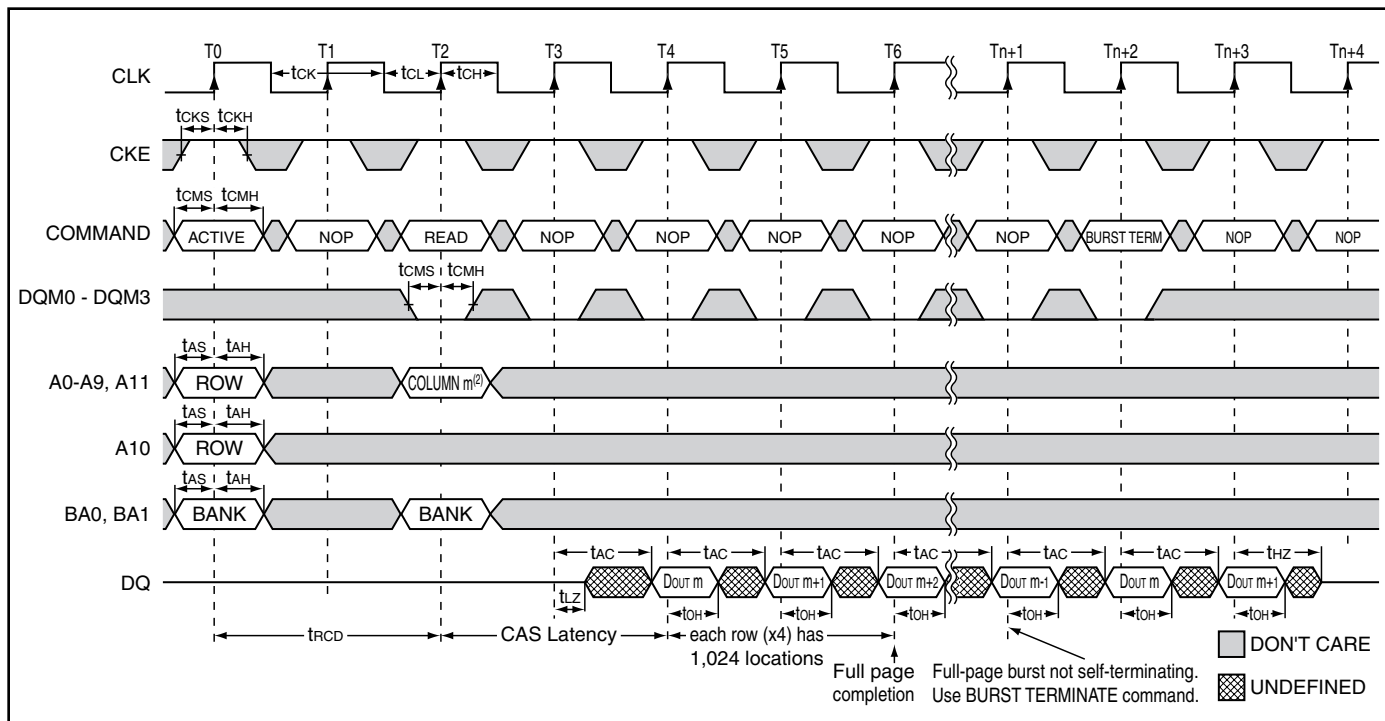 T0 T1 T2 T3 T4 T5 T6 Tn+1 Tn+2 Tn+3 Tn+4
CLK tCK tCL tCH
tCKS tCKH
CKE
tCMS tCMH
COMMAND ACTIVE NOP READ NOP NOP NOP NOP NOP BURST TERM NOP NOP
tCMS tCMH
DQM0 - DQM3
tAS tAH
A0-A9, A11 ROW COLUMN m(2)
tAS tAH
A10 ROW
tAS tAH
BA0, BA1 BANK BANK
tAC tAC tAC tAC tAC tAC tHZ
DQ DOUT m DOUT m+1 DOUT m+2 DOUT m-1 DOUT m DOUT m+1
tLZ tOH tOH tOH tOH tOH tOH
tRCD CAS Latency each row (x4) has
1,024 locations
Full page
completion
Full-page burst not self-terminating.
Use BURST TERMINATE command.
DON'T CARE
UNDEFINED